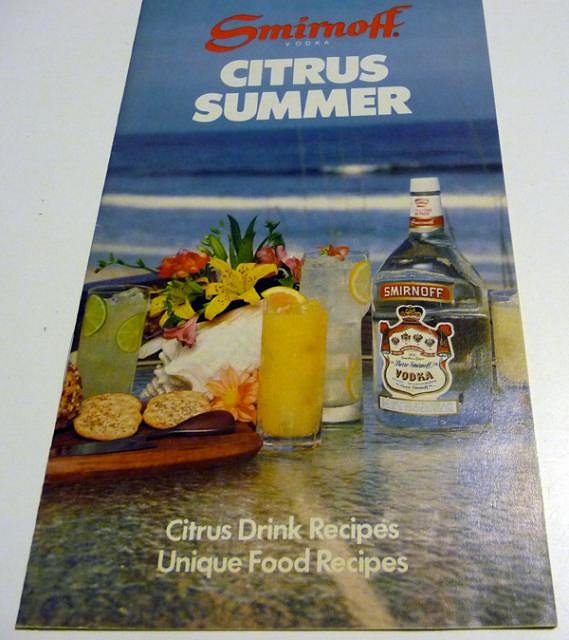 Smirnoff
VODKA
CITRUS
SUMMER
SMIRNOFF
VODKA
Citrus Drink Recipes
Unique Food Recipes